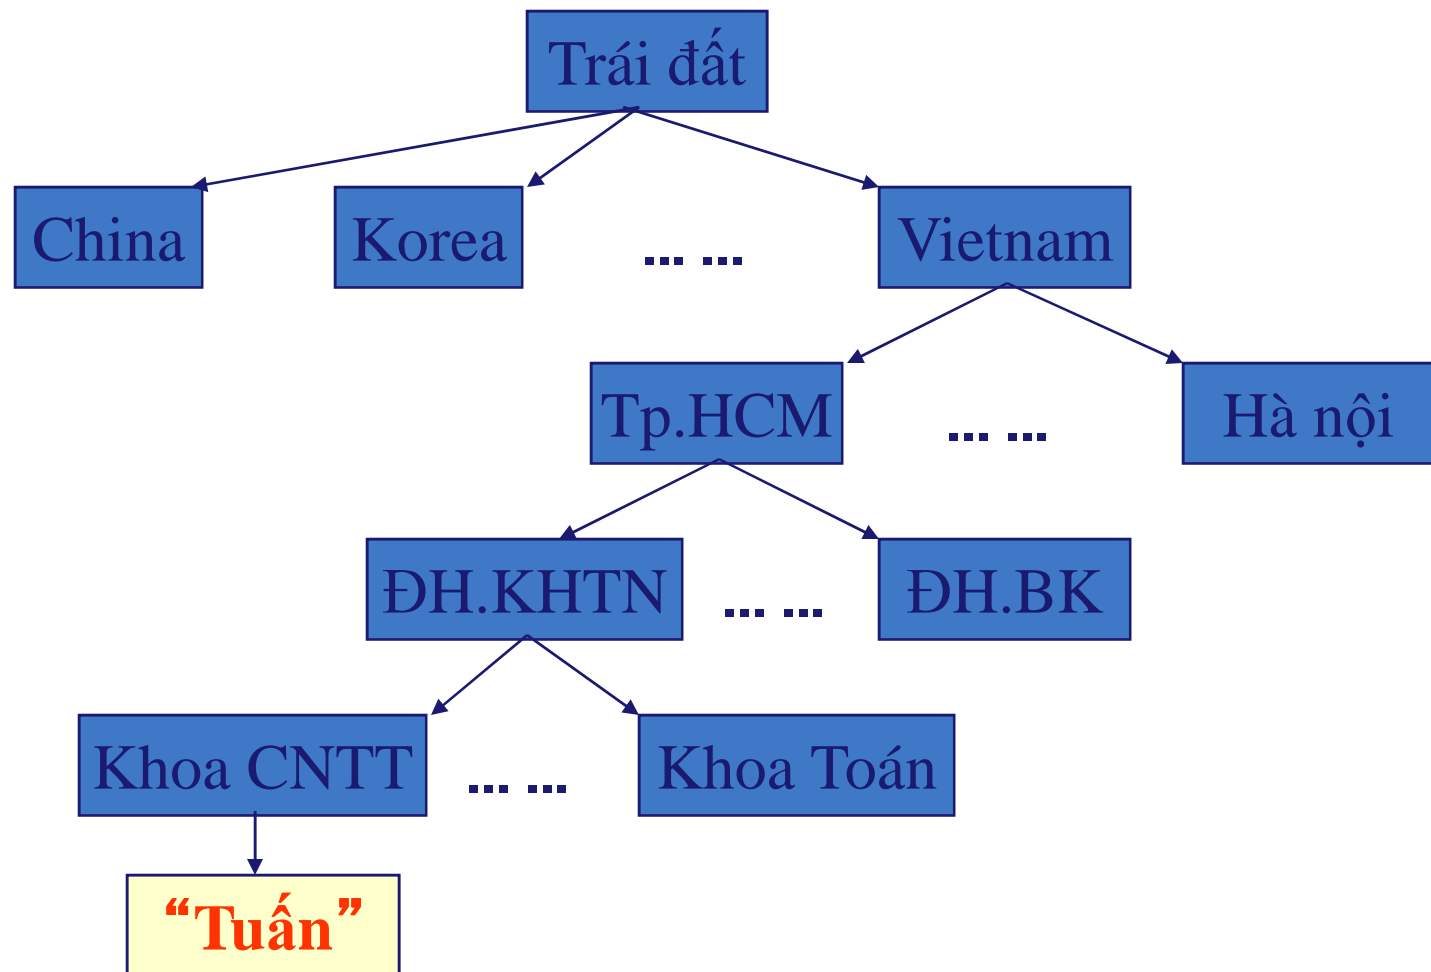 Trái đất
China
Korea
... ...
Vietnam
Tp.HCM
... ...
Hà nội
ĐH.KHTN
... ...
ĐH.BK
Khoa CNTT
... ...
Khoa Toán
“Tuấn”